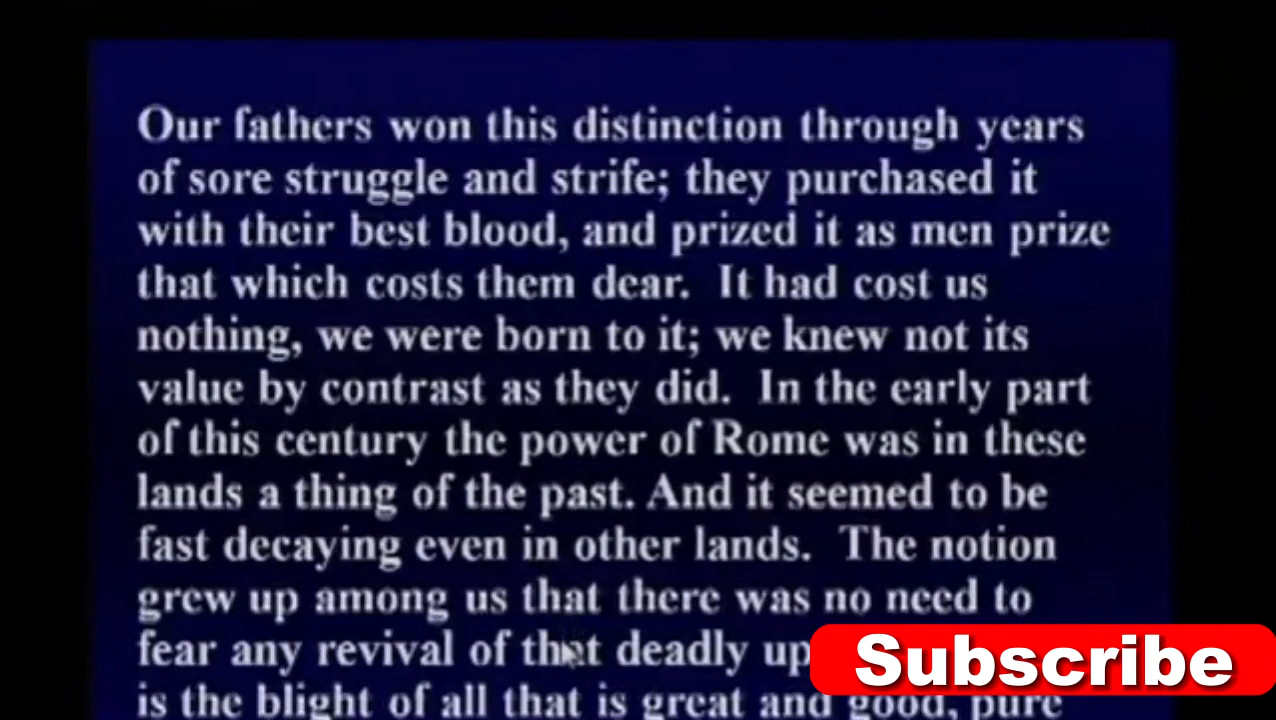 Our fathers won this distinction through years
of sore struggle and strife; they purchased it
with their best blood, and prized it as men prize
that which costs them dear.  It had cost us
nothing, we were born to it; we knew not its
value by contrast as they did.  In the early part
of this century the power of Rome was in these
lands a thing of the past. And it seemed to be
fast decaying even in other lands.  The notion
grew up among us that there was no need to
fear any revival of that deadly
Subscribe
is the blight of all that is great and good, pure